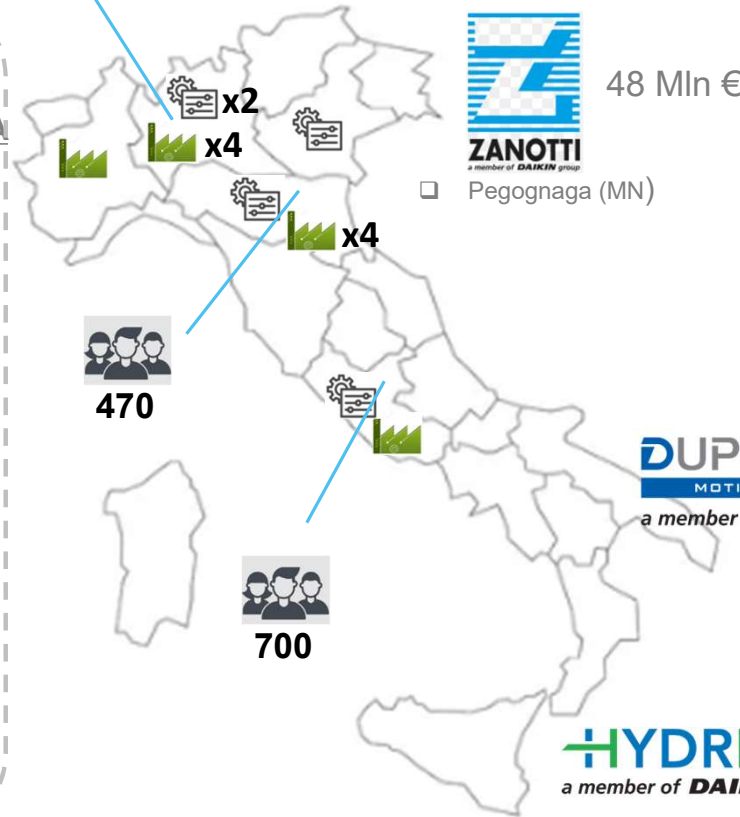 x2
x4
48 Mln €
ZANOTTI
a member of DAIKIN group
Pegognaga (MN)
x4
470
DUP
MOTI
a member
700
HYDR
a member of DAI